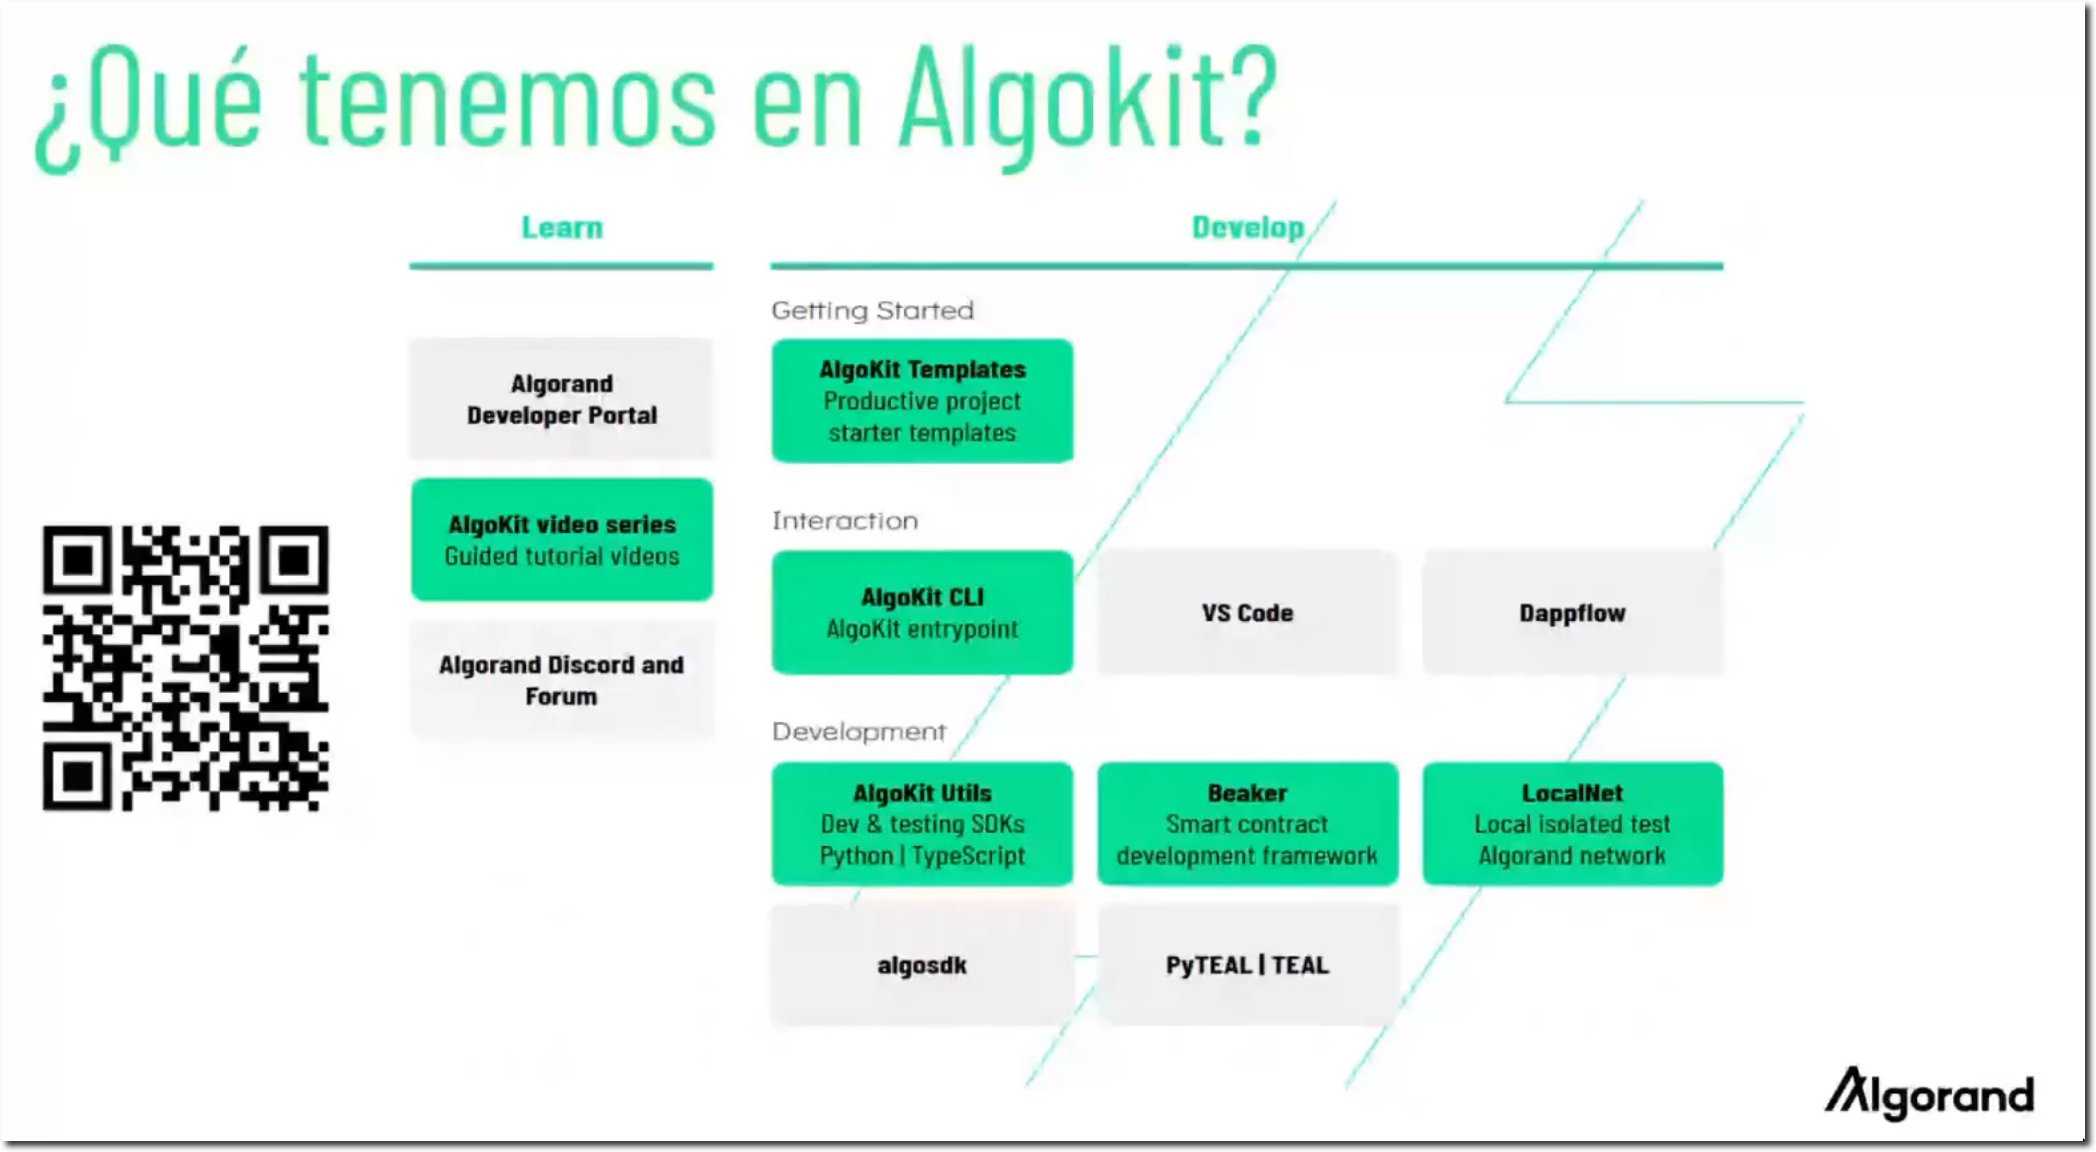 ¿Qué tenemos en Algokit?
Learn
Algorand
Developer Portal
AlgoKit video series
Guided tutorial videos
Algorand Discord and
Forum
Develop
Getting Started
AlgoKit Templates
Productive project
starter templates
Interaction
AlgoKit CLI
AlgoKit entrypoint
VS Code
Dappflow
Development
AlgoKit Utils
Dev & testing SDKs
Python | TypeScript
Beaker
Smart contract
development framework
LocalNet
Local isolated test
Algorand network
algosdk
PyTEAL | TEAL
Algorand